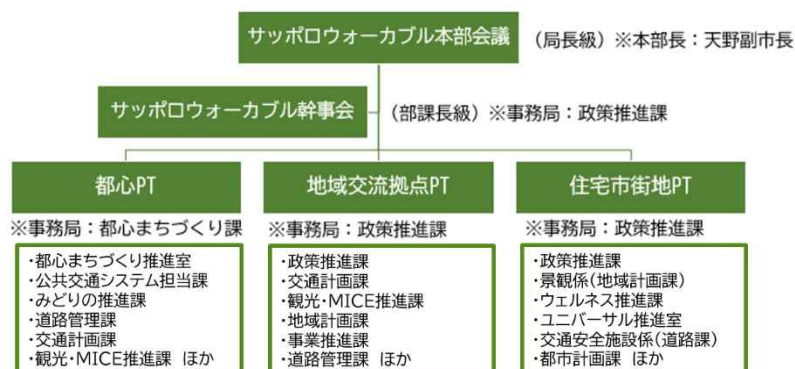 サッポロウォーカブル本部会議
(局長級)※本部長：天野副市長
サッポロウォーカブル幹事会
(部課長級)※事務局：政策推進課
都心PT
※事務局：都心まちづくり課
・都心まちづくり推進室
・公共交通システム担当課
・みどりの推進課
・道路管理課
・交通計画課
・観光・MICE推進課 ほか
地域交流拠点PT
※事務局：政策推進課
・政策推進課
・交通計画課
・観光・MICE推進課
・地域計画課
・事業推進課
・道路管理課 ほか
住宅市街地PT
※事務局：政策推進課
・政策推進課
・景観係(地域計画課)
・ウェルネス推進課
・ユニバーサル推進室
・交通安全施設係(道路課)
・都市計画課 ほか